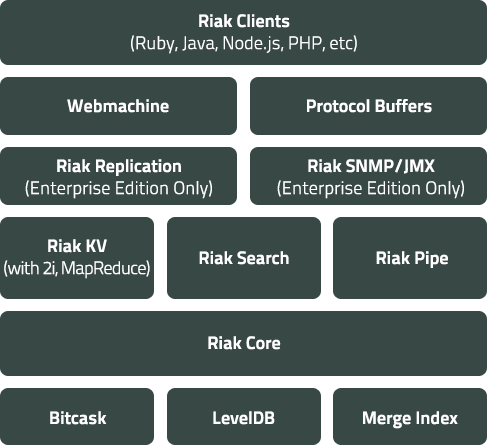 Riak Clients
(Ruby, Java, Node.js, PHP, etc)
Webmachine
Protocol Buffers
Riak Replication
(Enterprise Edition Only)
Riak SNMP/JMX
(Enterprise Edition Only)
Riak KV
(with 2i, MapReduce)
Riak Search
Riak Pipe
Riak Core
Bitcask
LevelDB
Merge Index